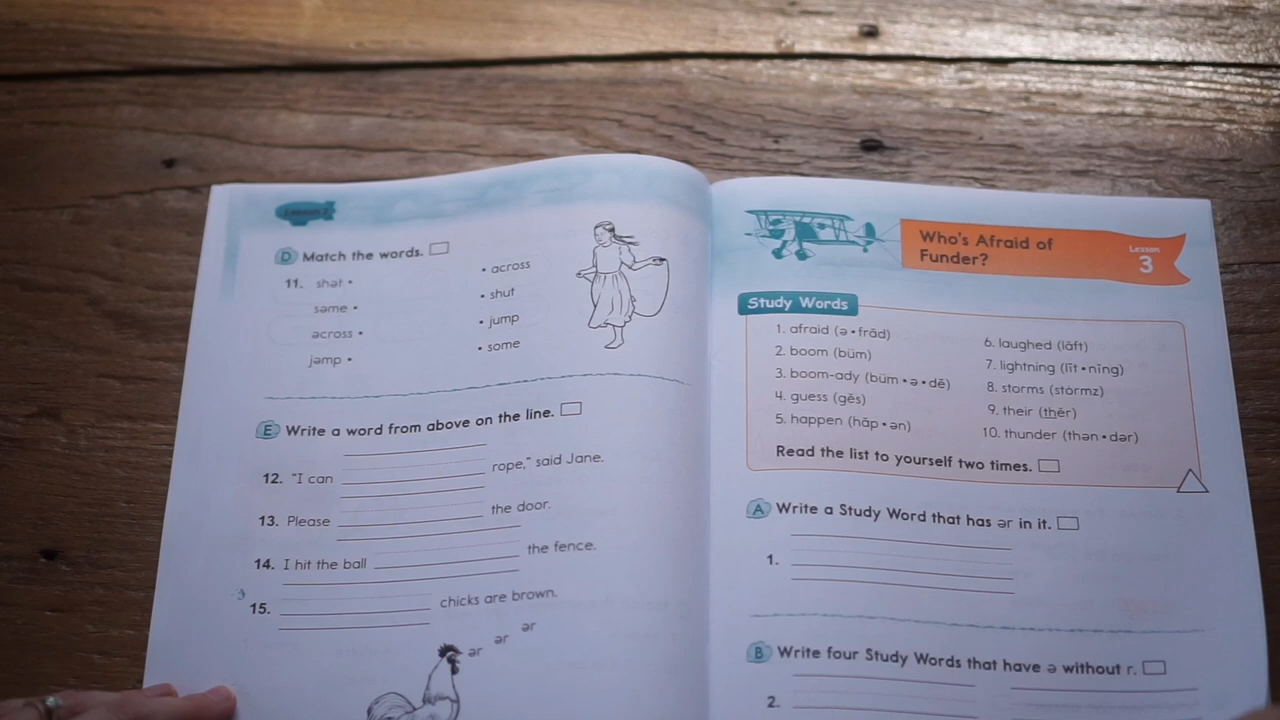 Lesson 2
D Match the words.
11. shət • • across
səme • • shut
əcross • • jump
jəmp • • some
E Write a word from above on the line.
12. "I can rope," said Jane.
13. Please the door.
14. I hit the ball the fence.
15. chicks are brown.
ər ər ər
Who's Afraid of
Funder?
Lesson
3
Study Words
1. afraid (ə•frād)
2. boom (büm)
3. boom-ady (büm•ə•dē)
4. guess (gĕs)
5. happen (hăp•ən)
6. laughed (lăft)
7. lightning (līt•nĭng)
8. storms (stôrmz)
9. their (thĕr)
10. thunder (thən•dər)
Read the list to yourself two times.
A Write a Study Word that has ər in it.
1.
B Write four Study Words that have ə without r.
2.